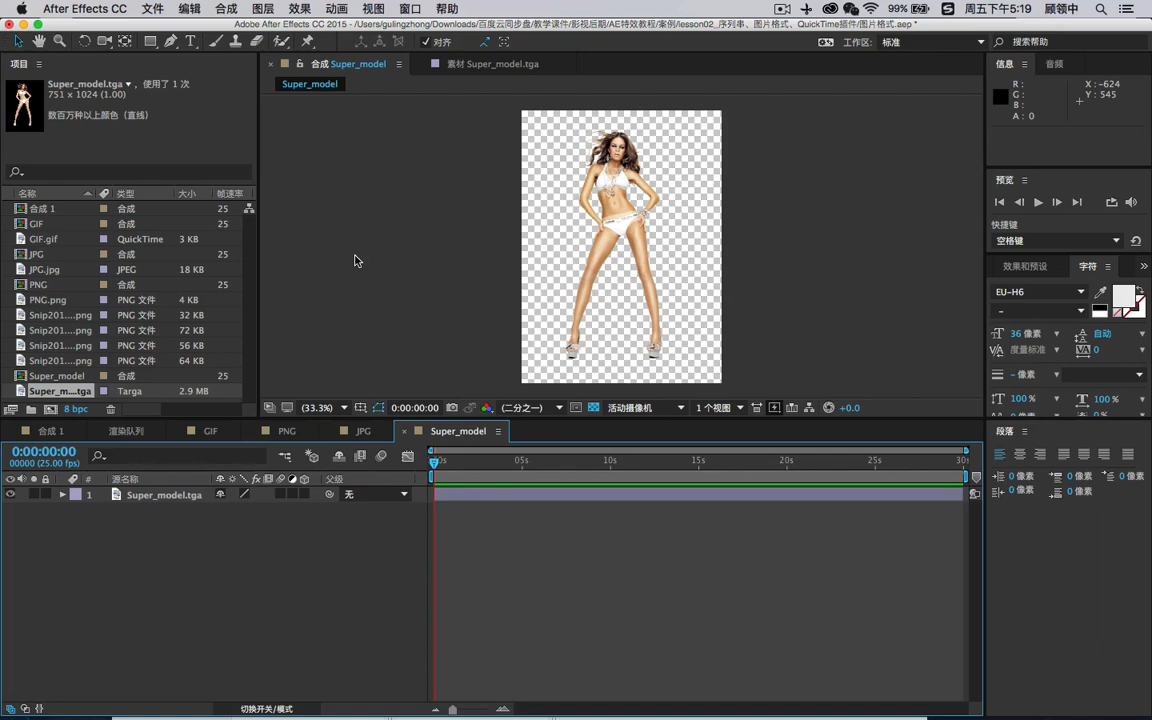 After Effects CC 文件 编辑 合成 图层 效果 动画 视图 窗口 帮助 99% 周五下午5:19 顾领中
Adobe After Effects CC 2015 - /Users/gulingzhong/Downloads/百度云同步盘/教学课件/影视后期/AE特效教程/案例/lesson02_序列串、图片格式、QuickTime插件/图片格式.aep *
对齐 工作区: 标准 搜索帮助
项目
Super_model.tga ▼, 使用了 1 次
751 x 1024 (1.00)
数百万种以上颜色 (直线)
名称 类型 大小 帧速率
合成 1 合成 25
GIF 合成 25
GIF.gif QuickTime 3 KB
JPG 合成 25
JPG.jpg JPEG 18 KB
PNG 合成 25
PNG.png PNG 文件 4 KB
Snip201....png PNG 文件 32 KB
Snip201....png PNG 文件 72 KB
Snip201....png PNG 文件 56 KB
Snip201....png PNG 文件 64 KB
Super_model 合成 25
Super_m....tga Targa 2.9 MB
8 bpc
合成 Super_model 素材 Super_model.tga
Super_model
(33.3%) 0:00:00:00 (二分之一) 活动摄像机 1 个视图 +0.0
信息 音频
R: X: -624
G: Y: 545
B:
A: 0
预览
快捷键
空格键
效果和预设 字符
EU-H6
-
36 像素 自动
度量标准 0
- 像素
100 % 100 %
段落
0 像素 0 像素 0 像素
0 像素 0 像素
合成 1 渲染队列 GIF PNG JPG Super_model
0:00:00:00
00000 (25.00 fps)
05s 10s 15s 20s 25s 30s
# 源名称 父级
1 Super_model.tga 无
切换开关/模式